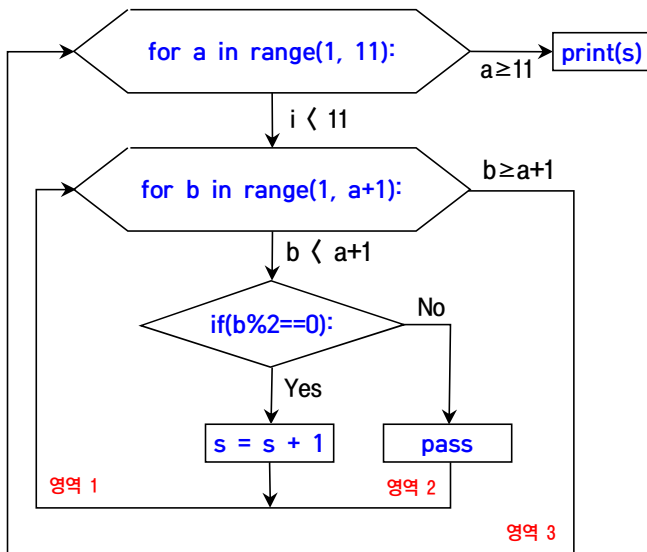 for a in range(1, 11):
a≥11
print(s)
i < 11
for b in range(1, a+1):
b≥a+1
b < a+1
if(b%2==0):
No
Yes
s = s + 1
pass
영역 1
영역 2
영역 3